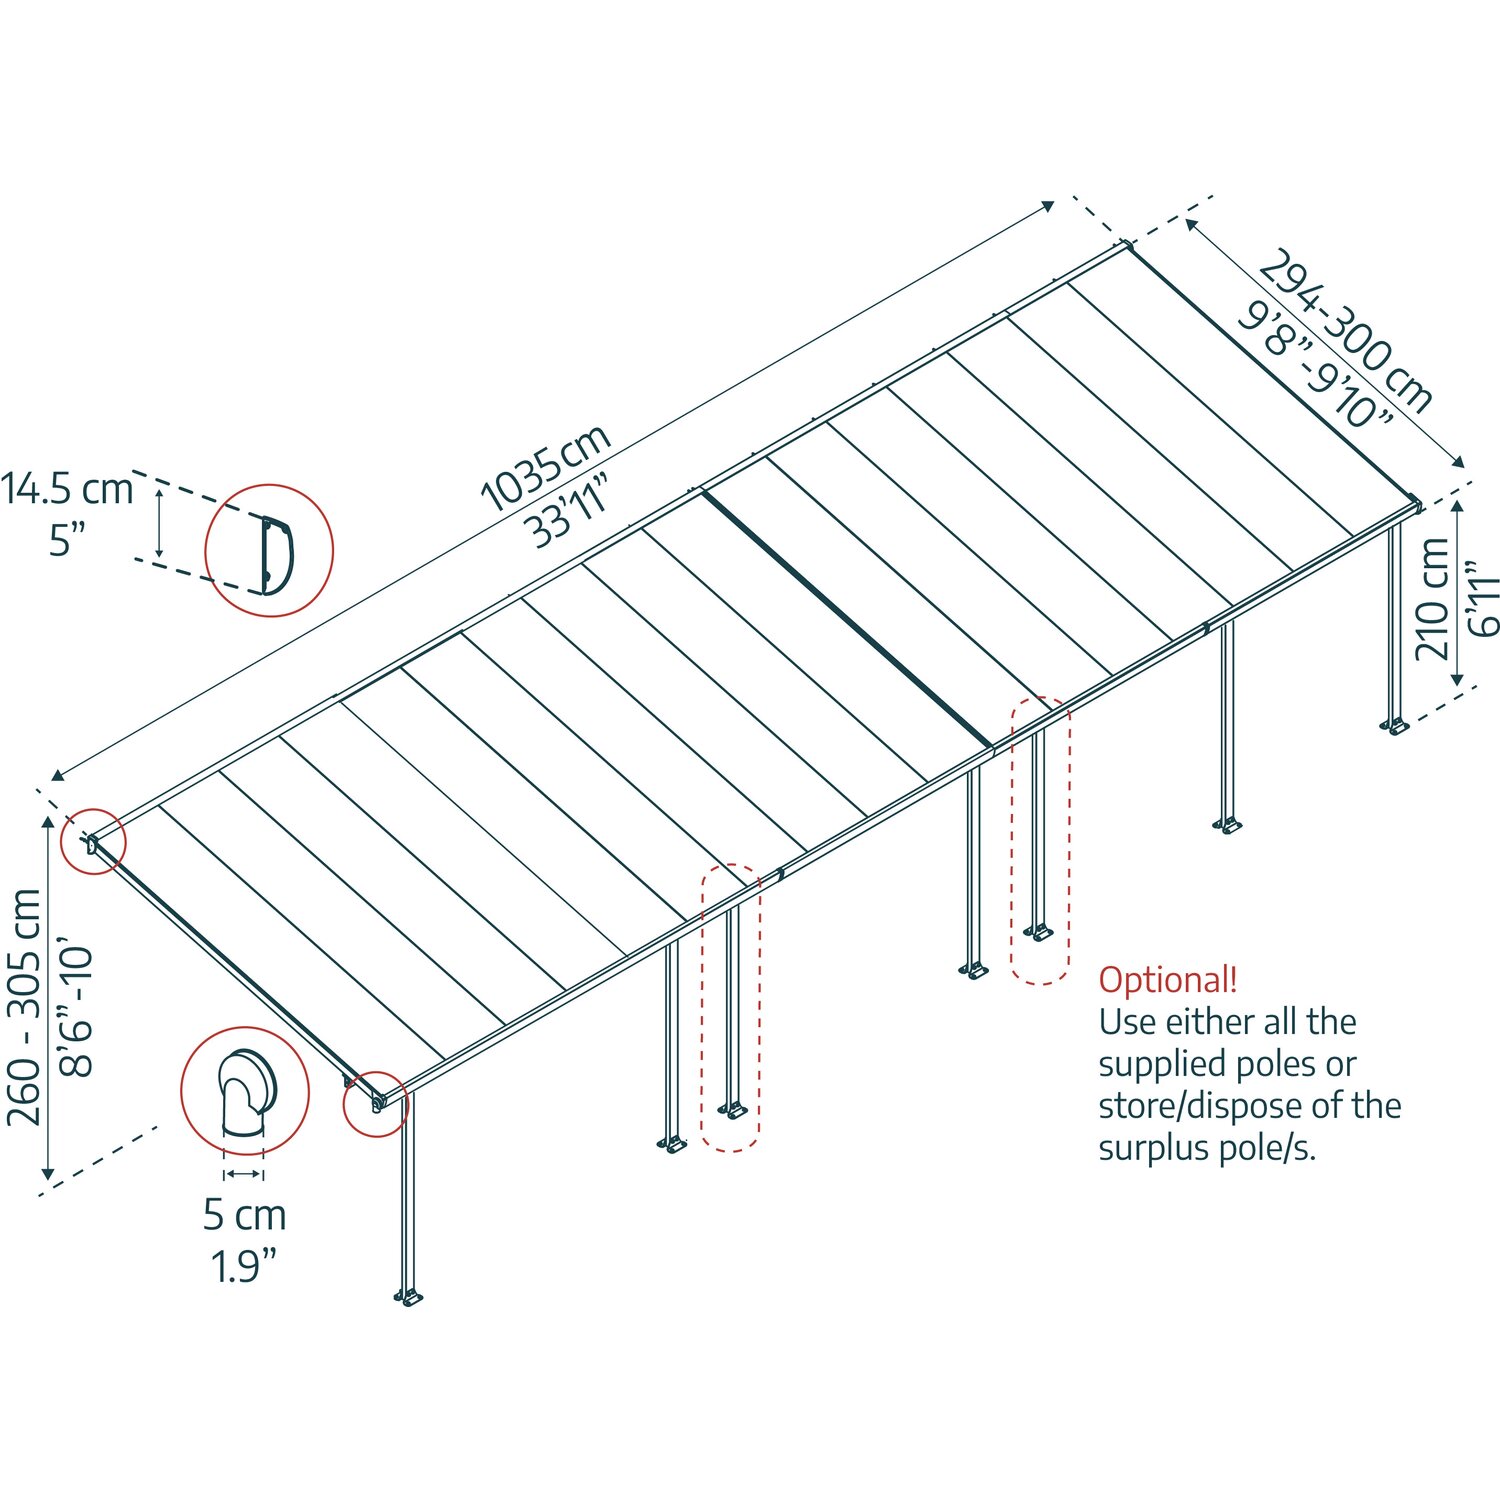 294-300 cm
9’8”-9’10”
1035 cm
33’11”
14.5 cm
5”
210 cm
6’11”
260 - 305 cm
8’6”-10’
5 cm
1.9”
Optional!
Use either all the
supplied poles or
store/dispose of the
surplus pole/s.